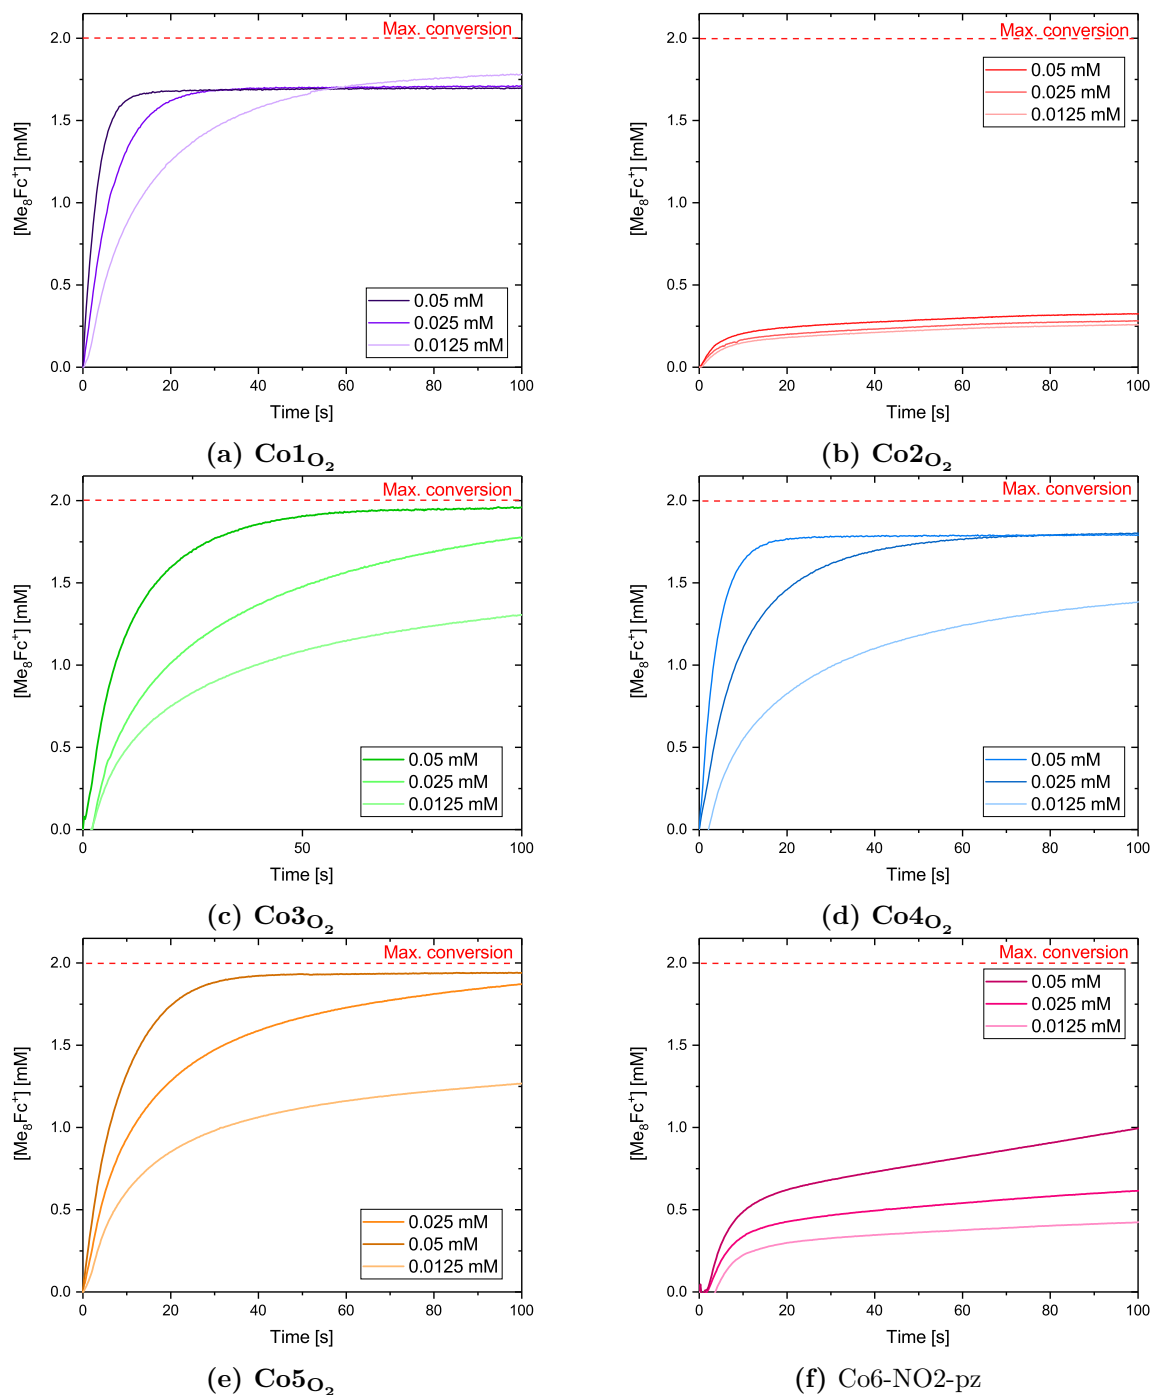 Max. conversion
2.0
1.5
1.0
0.5
0.0
[Me₈Fc⁺] [mM]
0.05 mM
0.025 mM
0.0125 mM
0 20 40 60 80 100
Time [s]
(a) Co1O₂
Max. conversion
2.0
1.5
1.0
0.5
0.0
[Me₈Fc⁺] [mM]
0.05 mM
0.025 mM
0.0125 mM
0 20 40 60 80 100
Time [s]
(b) Co2O₂
Max. conversion
2.0
1.5
1.0
0.5
0.0
[Me₈Fc⁺] [mM]
0.05 mM
0.025 mM
0.0125 mM
0 50 100
Time [s]
(c) Co3O₂
Max. conversion
2.0
1.5
1.0
0.5
0.0
[Me₈Fc⁺] [mM]
0.05 mM
0.025 mM
0.0125 mM
0 20 40 60 80 100
Time [s]
(d) Co4O₂
Max. conversion
2.0
1.5
1.0
0.5
0.0
[Me₈Fc⁺] [mM]
0.025 mM
0.05 mM
0.0125 mM
0 20 40 60 80 100
Time [s]
(e) Co5O₂
Max. conversion
2.0
1.5
1.0
0.5
0.0
[Me₈Fc⁺] [mM]
0.05 mM
0.025 mM
0.0125 mM
0 20 40 60 80 100
Time [s]
(f) Co6-NO2-pz